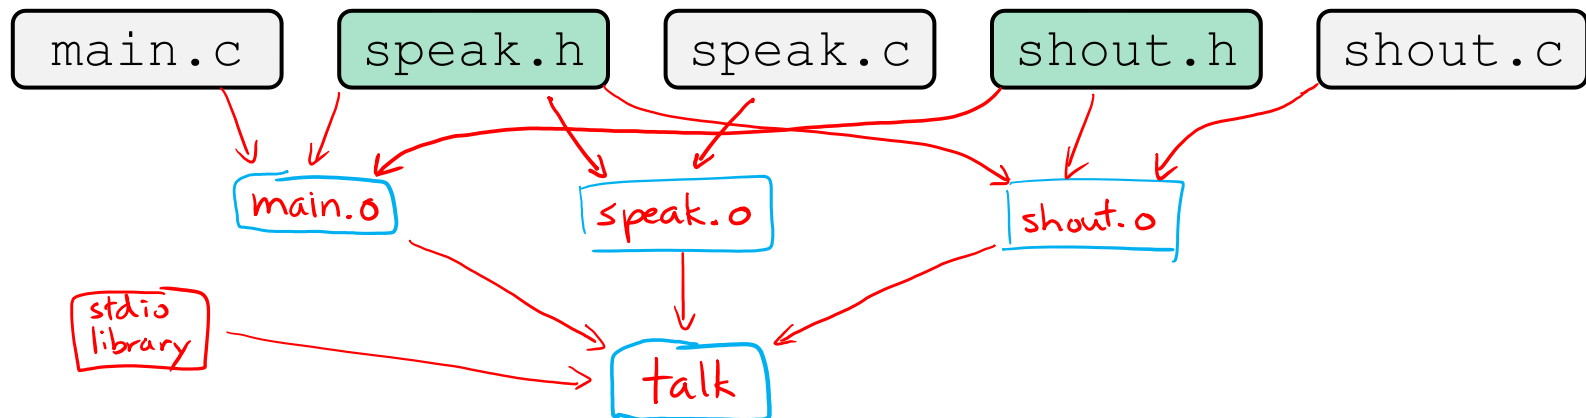 main.c
speak.h
speak.c
shout.h
shout.c
main.o
speak.o
shout.o
stdio
library
talk